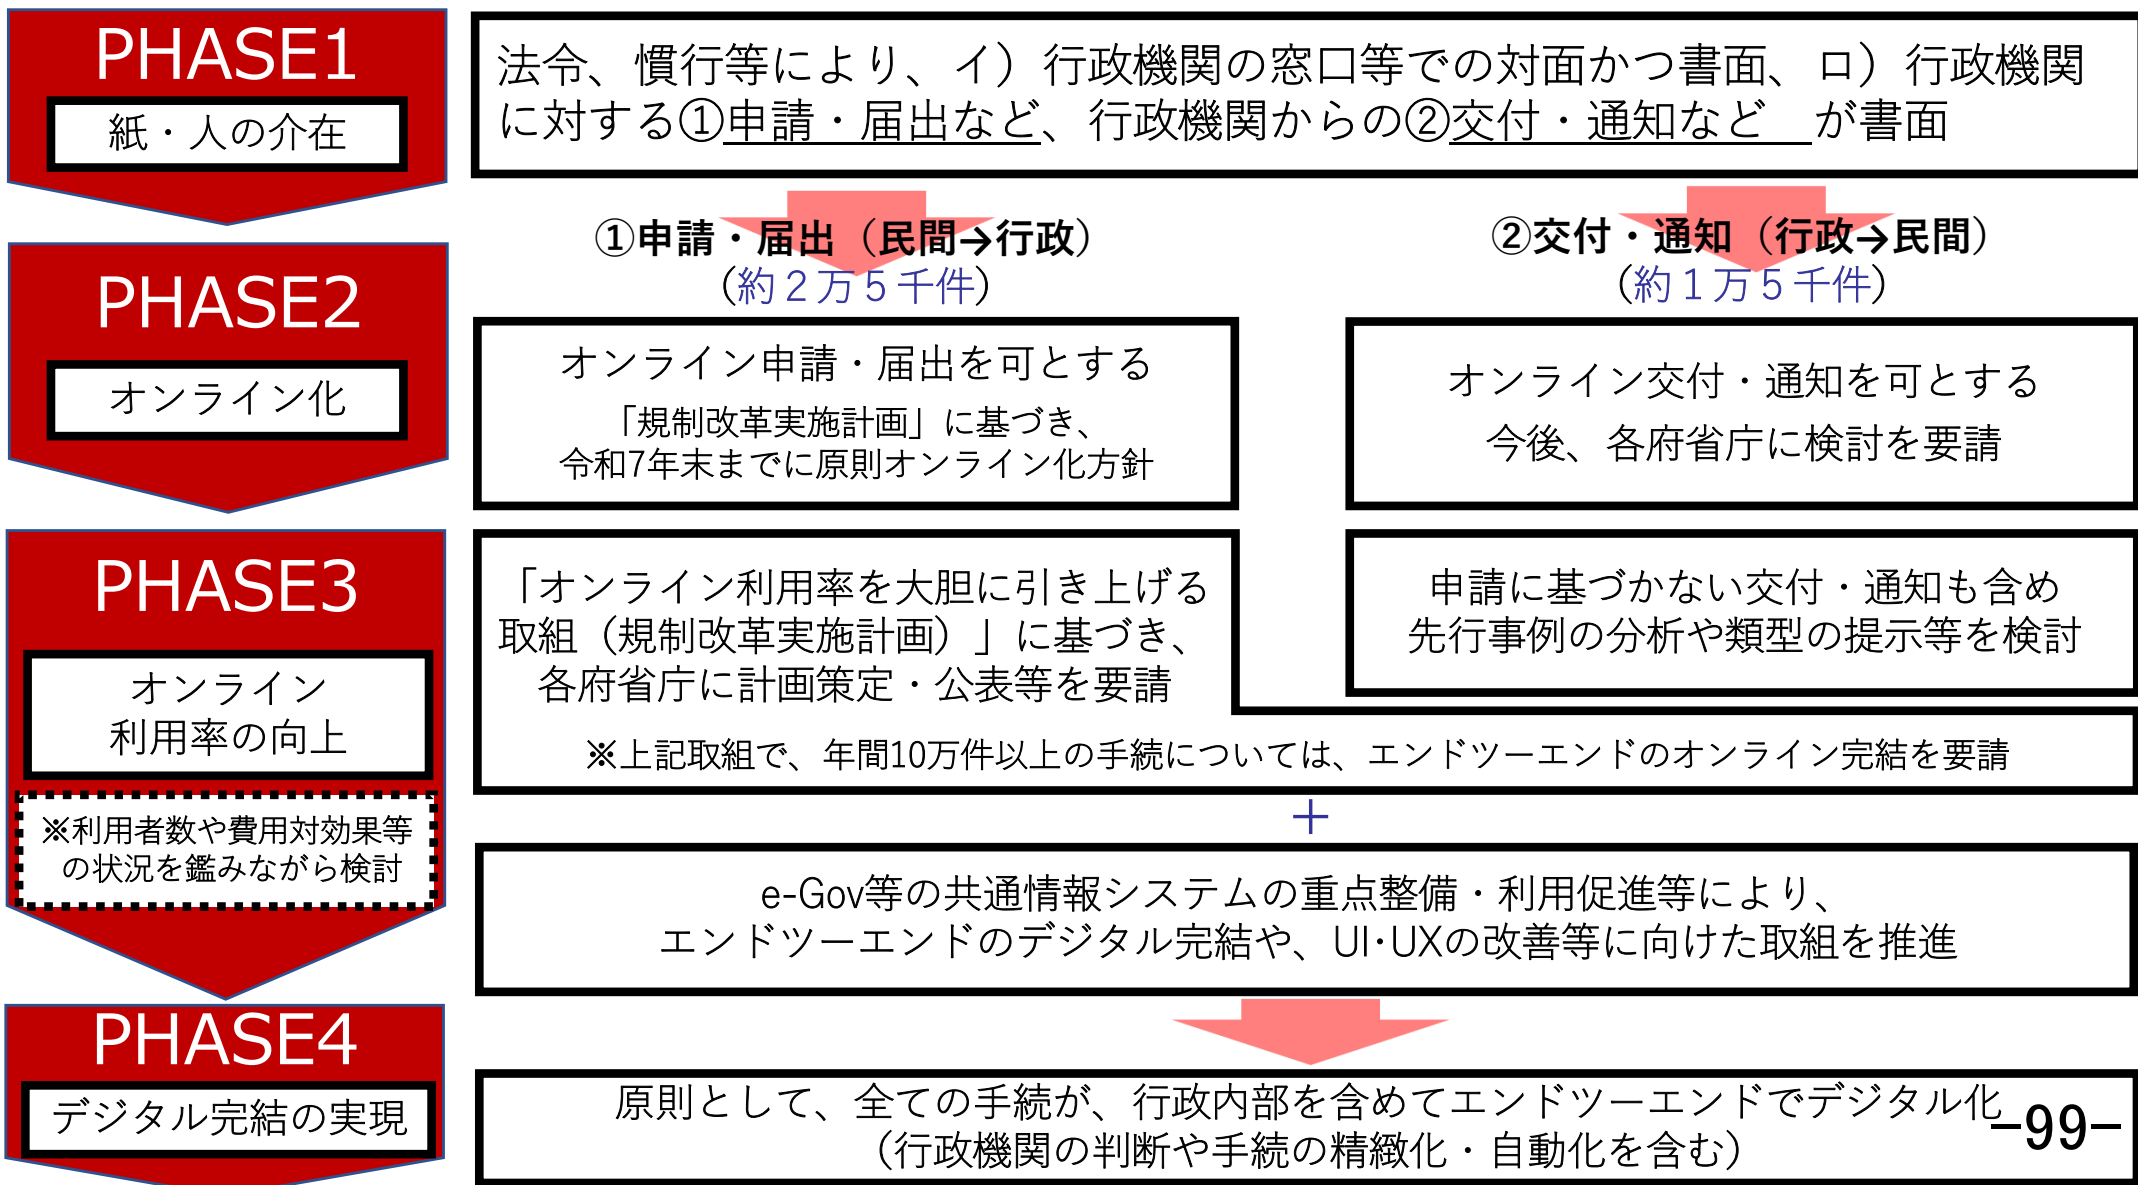 PHASE1
紙・人の介在
法令、慣行等により、イ）行政機関の窓口等での対面かつ書面、ロ）行政機関
に対する①申請・届出など、行政機関からの②交付・通知など　が書面
PHASE2
オンライン化
①申請・届出（民間→行政）
（約２万５千件）
オンライン申請・届出を可とする
「規制改革実施計画」に基づき、
令和7年末までに原則オンライン化方針
②交付・通知（行政→民間）
（約１万５千件）
オンライン交付・通知を可とする
今後、各府省庁に検討を要請
PHASE3
オンライン
利用率の向上
※利用者数や費用対効果等
の状況を鑑みながら検討
「オンライン利用率を大胆に引き上げる
取組（規制改革実施計画）」に基づき、
各府省庁に計画策定・公表等を要請
申請に基づかない交付・通知も含め
先行事例の分析や類型の提示等を検討
※上記取組で、年間10万件以上の手続については、エンドツーエンドのオンライン完結を要請
＋
e-Gov等の共通情報システムの重点整備・利用促進等により、
エンドツーエンドのデジタル完結や、UI･UXの改善等に向けた取組を推進
PHASE4
デジタル完結の実現
原則として、全ての手続が、行政内部を含めてエンドツーエンドでデジタル化
（行政機関の判断や手続の精緻化・自動化を含む）
−99−